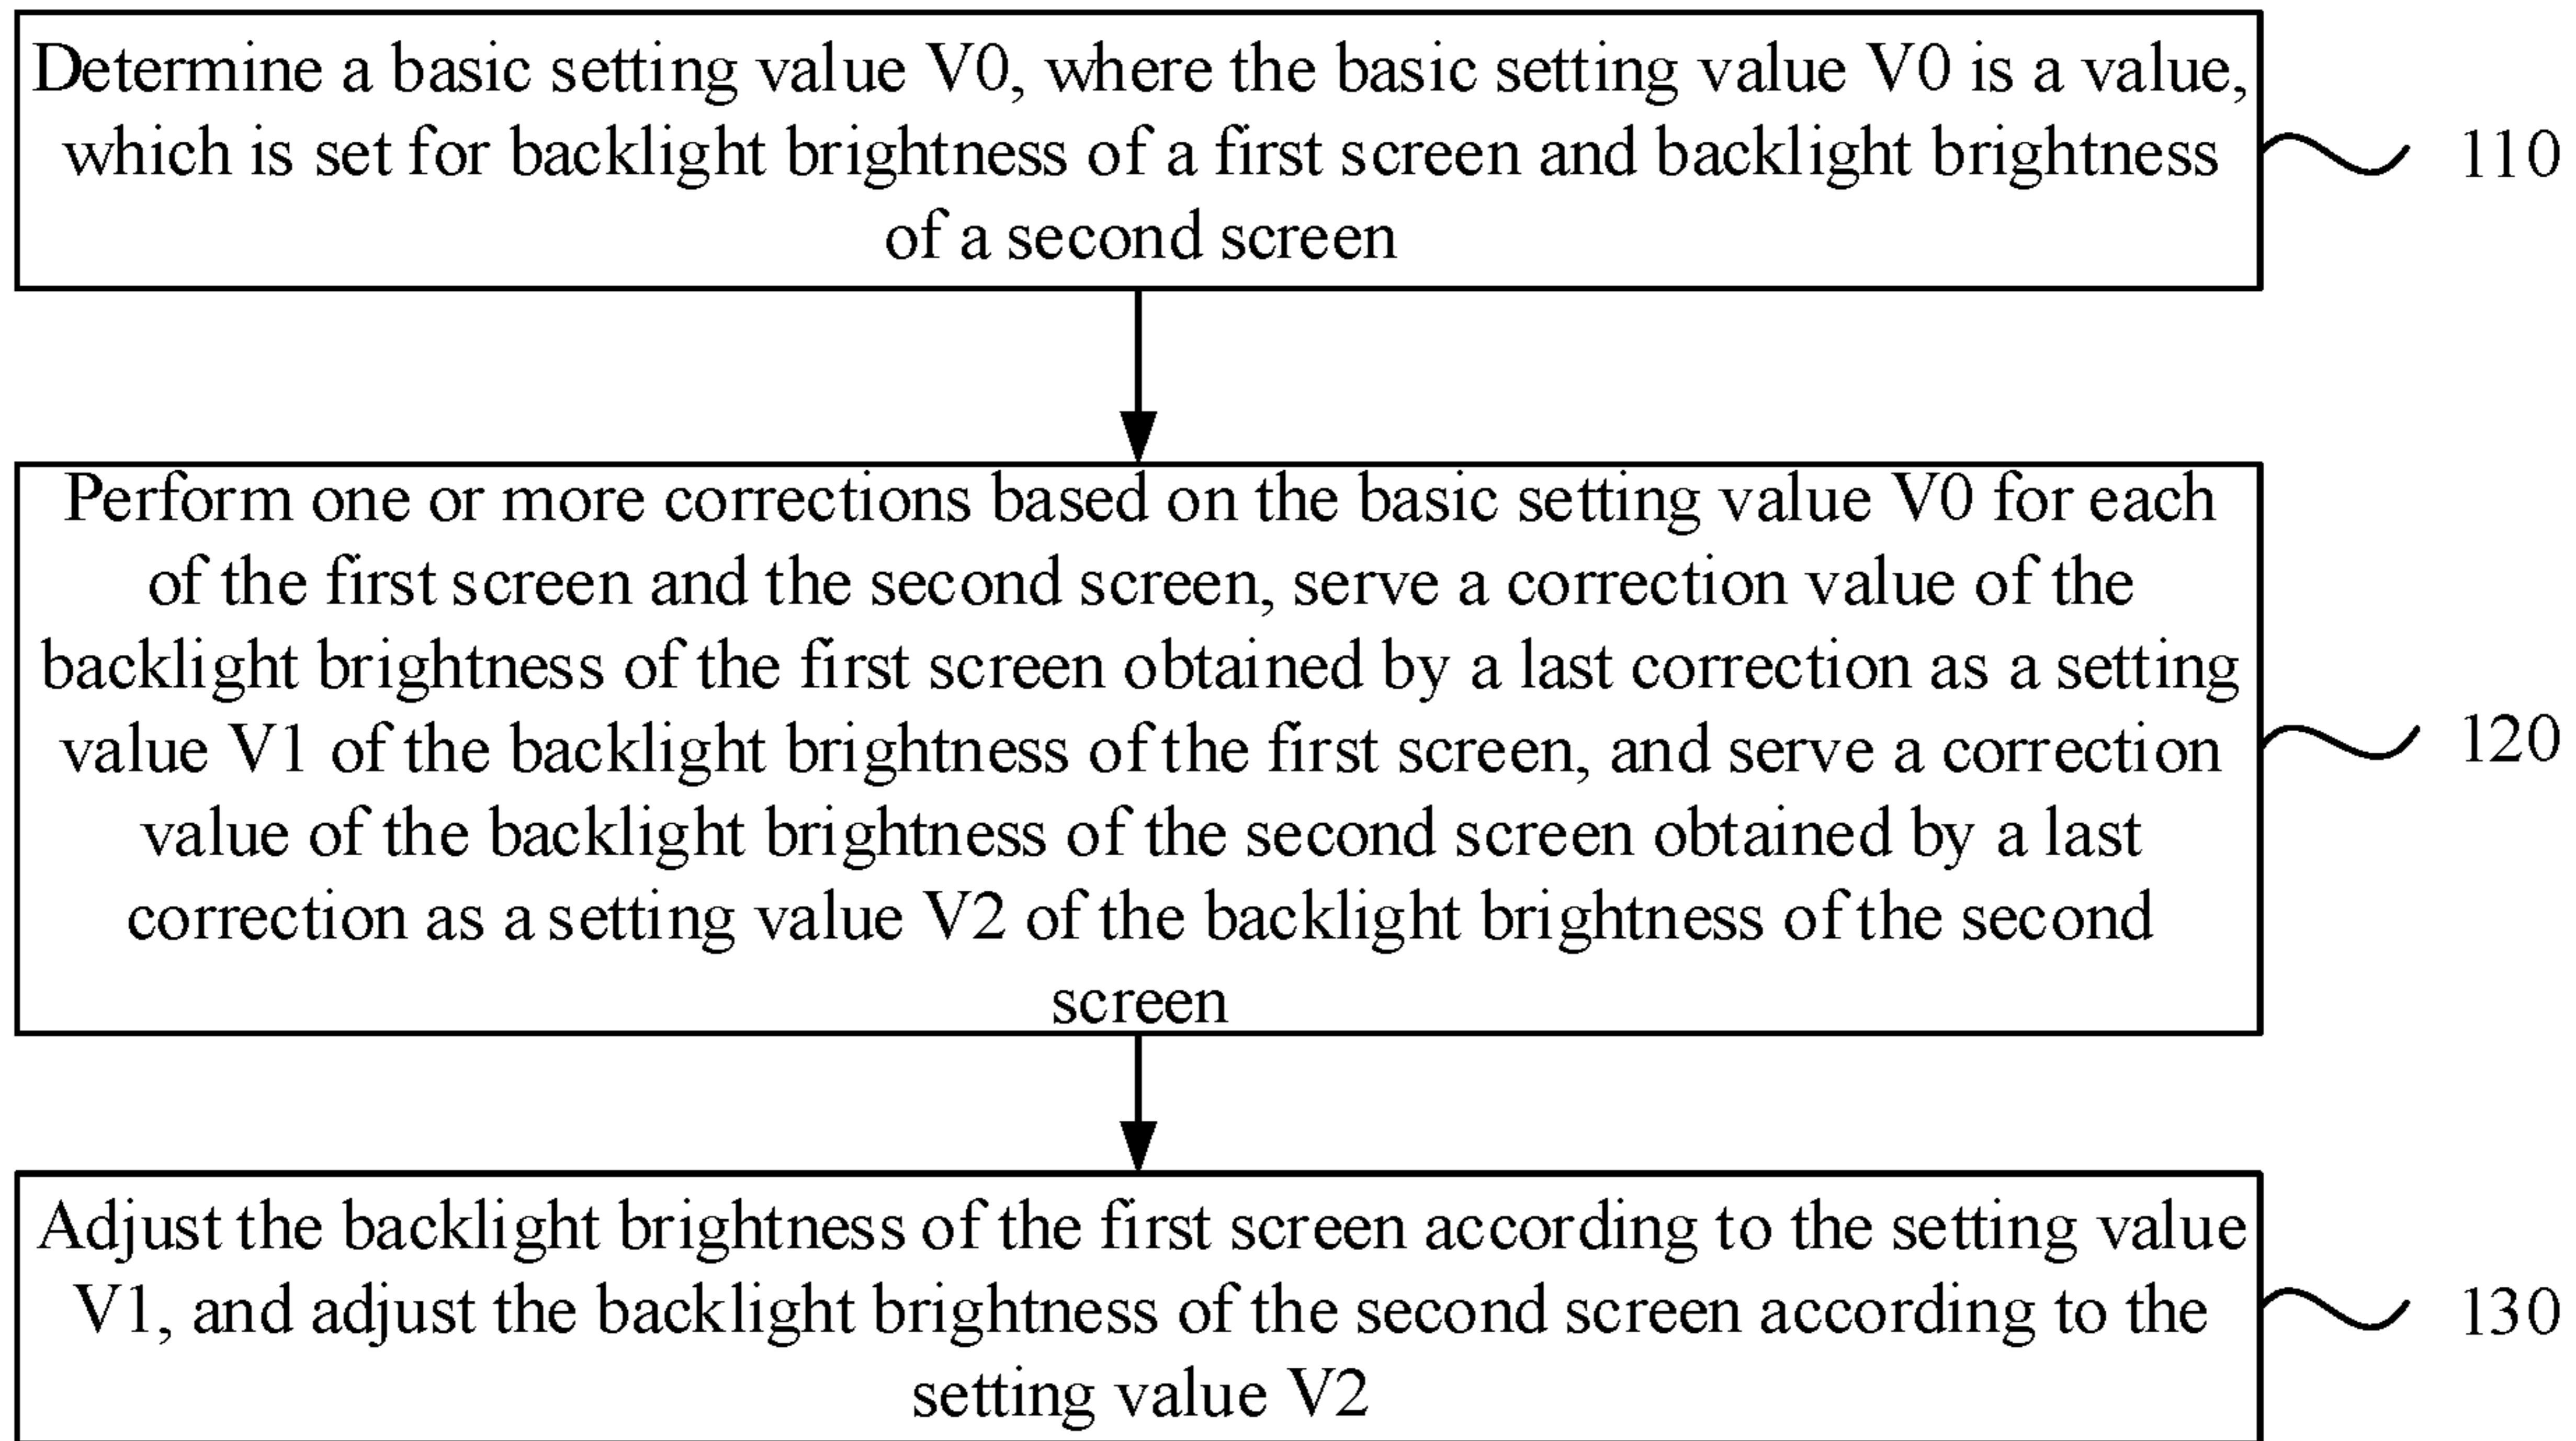 Determine a basic setting value V0, where the basic setting value V0 is a value,
which is set for backlight brightness of a first screen and backlight brightness
of a second screen
110
Perform one or more corrections based on the basic setting value V0 for each
of the first screen and the second screen, serve a correction value of the
backlight brightness of the first screen obtained by a last correction as a setting
value V1 of the backlight brightness of the first screen, and serve a correction
value of the backlight brightness of the second screen obtained by a last
correction as a setting value V2 of the backlight brightness of the second
screen
120
Adjust the backlight brightness of the first screen according to the setting value
V1, and adjust the backlight brightness of the second screen according to the
setting value V2
130